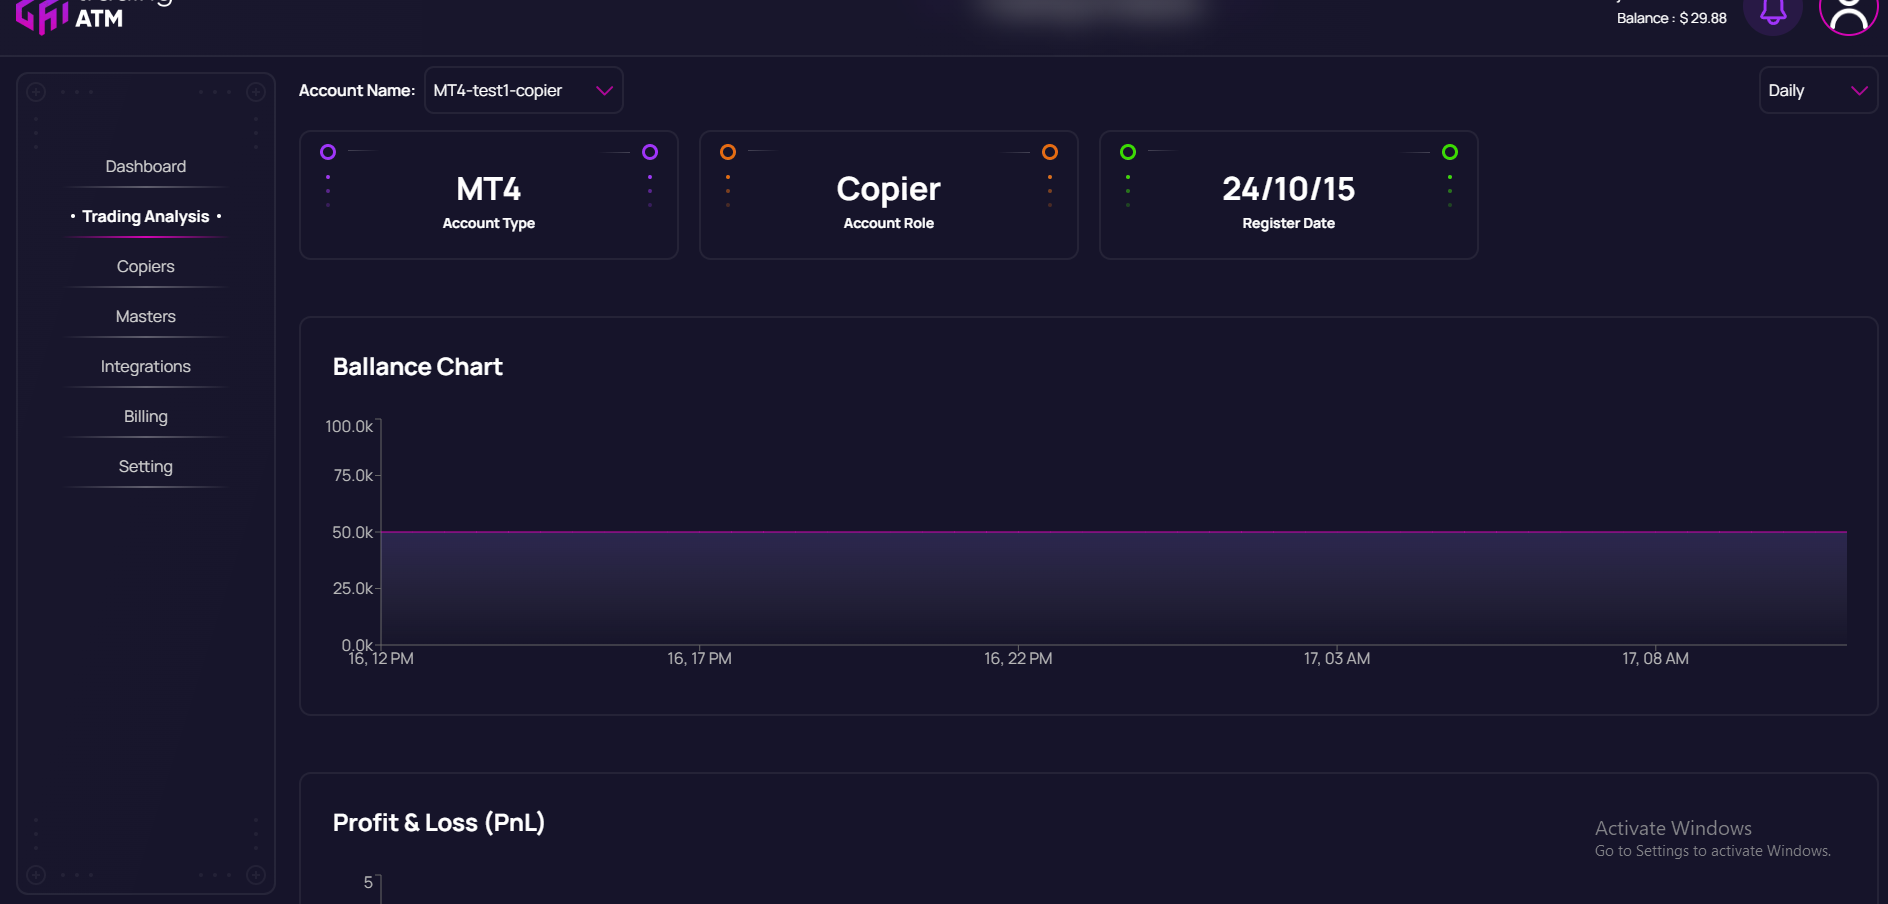 ATM
Balance : $ 29.88
Account Name:
MT4-test1-copier
Daily
Dashboard
Trading Analysis
Copiers
Masters
Integrations
Billing
Setting
MT4
Account Type
Copier
Account Role
24/10/15
Register Date
Ballance Chart
100.0k
75.0k
50.0k
25.0k
0.0k
16, 12 PM
16, 17 PM
16, 22 PM
17, 03 AM
17, 08 AM
Profit & Loss (PnL)
5
Activate Windows
Go to Settings to activate Windows.